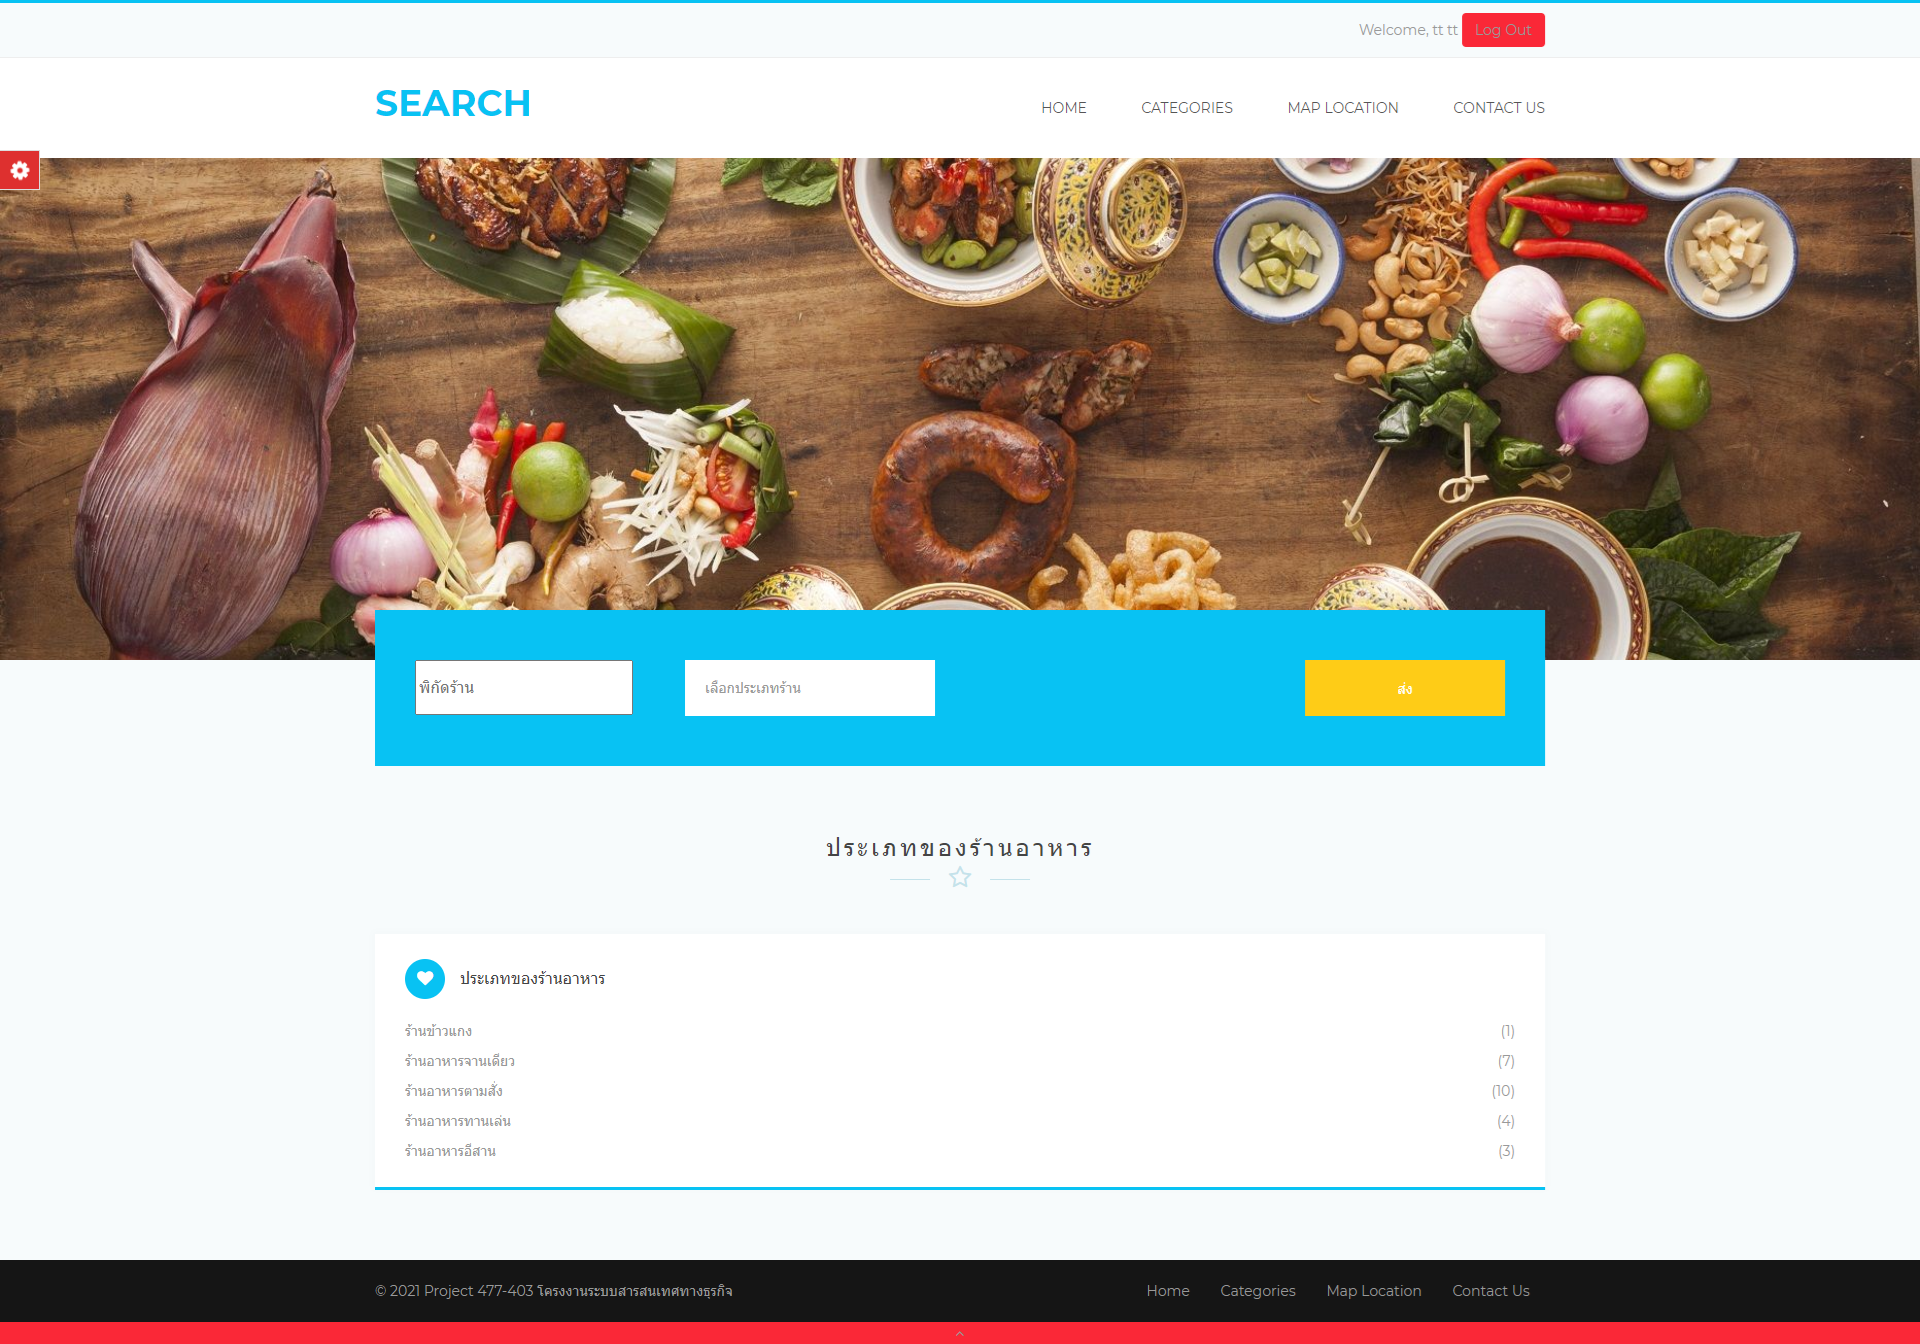 Welcome, tt tt Log Out
SEARCH
HOME CATEGORIES MAP LOCATION CONTACT US
พิกัดร้าน เลือกประเภทร้าน ส่ง
ประเภทของร้านอาหาร
ประเภทของร้านอาหาร
ร้านข้าวแกง (1)
ร้านอาหารจานเดียว (7)
ร้านอาหารตามสั่ง (10)
ร้านอาหารทานเล่น (4)
ร้านอาหารอีสาน (3)
© 2021 Project 477-403 โครงงานระบบสารสนเทศทางธุรกิจ Home Categories Map Location Contact Us